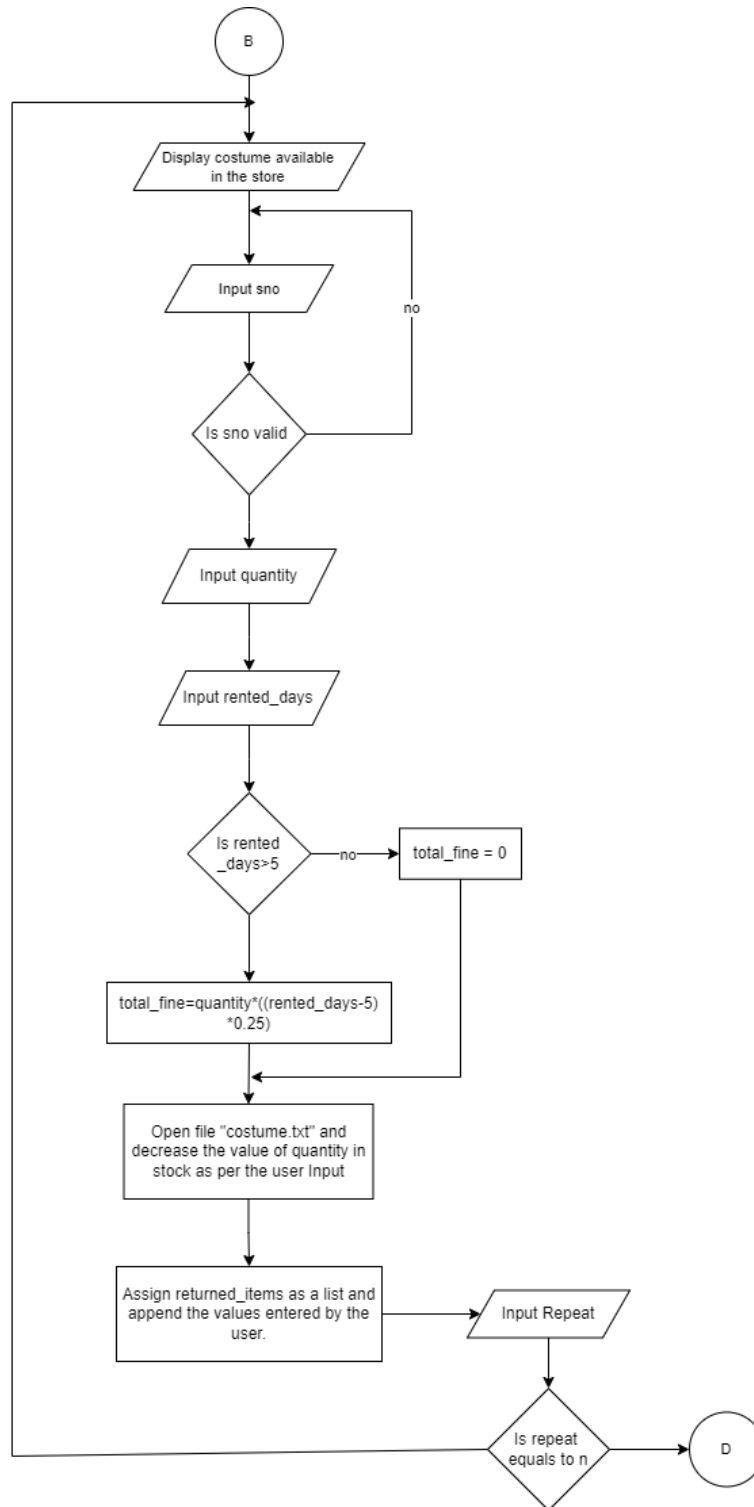 B
Display costume available
in the store
Input sno
no
Is sno valid
Input quantity
Input rented_days
Is rented
_days>5
no
total_fine = 0
total_fine=quantity*((rented_days-5)
*0.25)
Open file "costume.txt" and
decrease the value of quantity in
stock as per the user Input
Assign returned_items as a list and
append the values entered by the
user.
Input Repeat
Is repeat
equals to n
D